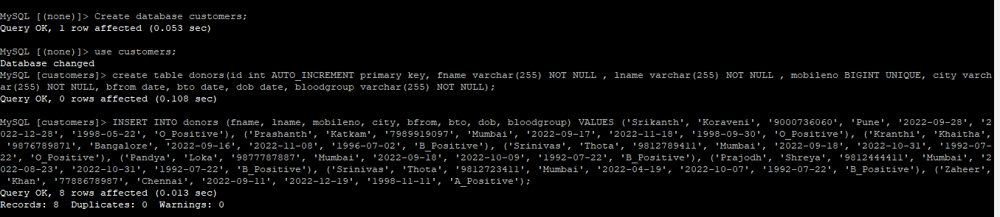 MySQL [(none)]> Create database customers;
Query OK, 1 row affected (0.053 sec)
MySQL [(none)]> use customers;
Database changed
MySQL [customers]> create table donors(id int AUTO_INCREMENT primary key, fname varchar(255) NOT NULL , lname varchar(255) NOT NULL , mobileno BIGINT UNIQUE, city varch
ar(255) NOT NULL, bfrom date, bto date, dob date, bloodgroup varchar(255) NOT NULL);
Query OK, 0 rows affected (0.108 sec)
MySQL [customers]> INSERT INTO donors (fname, lname, mobileno, city, bfrom, bto, dob, bloodgroup) VALUES ('Srikanth', 'Koraveni', '9000736060', 'Pune', '2022-09-28', '2
022-12-28', '1998-05-22', 'O_Positive'), ('Prashanth', 'Katkam', '7989919097', 'Mumbai', '2022-09-17', '2022-11-18', '1998-09-30', 'O_Positive'), ('Kranthi', 'Khaitha',
 '9876789871', 'Bangalore', '2022-09-16', '2022-11-08', '1996-07-02', 'B_Positive'), ('Srinivas', 'Thota', '9812789411', 'Mumbai', '2022-09-18', '2022-10-31', '1992-07-
22', 'O_Positive'), ('Pandya', 'Loka', '9877787887', 'Mumbai', '2022-09-18', '2022-10-09', '1992-07-22', 'B_Positive'), ('Prajodh', 'Shreya', '9812444411', 'Mumbai', '2
022-08-23', '2022-10-31', '1992-07-22', 'B_Positive'), ('Srinivas', 'Thota', '9812723411', 'Mumbai', '2022-04-19', '2022-10-07', '1992-07-22', 'B_Positive'), ('Zaheer',
 'Khan', '7788678987', 'Chennai', '2022-09-11', '2022-12-19', '1998-11-11', 'A_Positive');
Query OK, 8 rows affected (0.013 sec)
Records: 8  Duplicates: 0  Warnings: 0